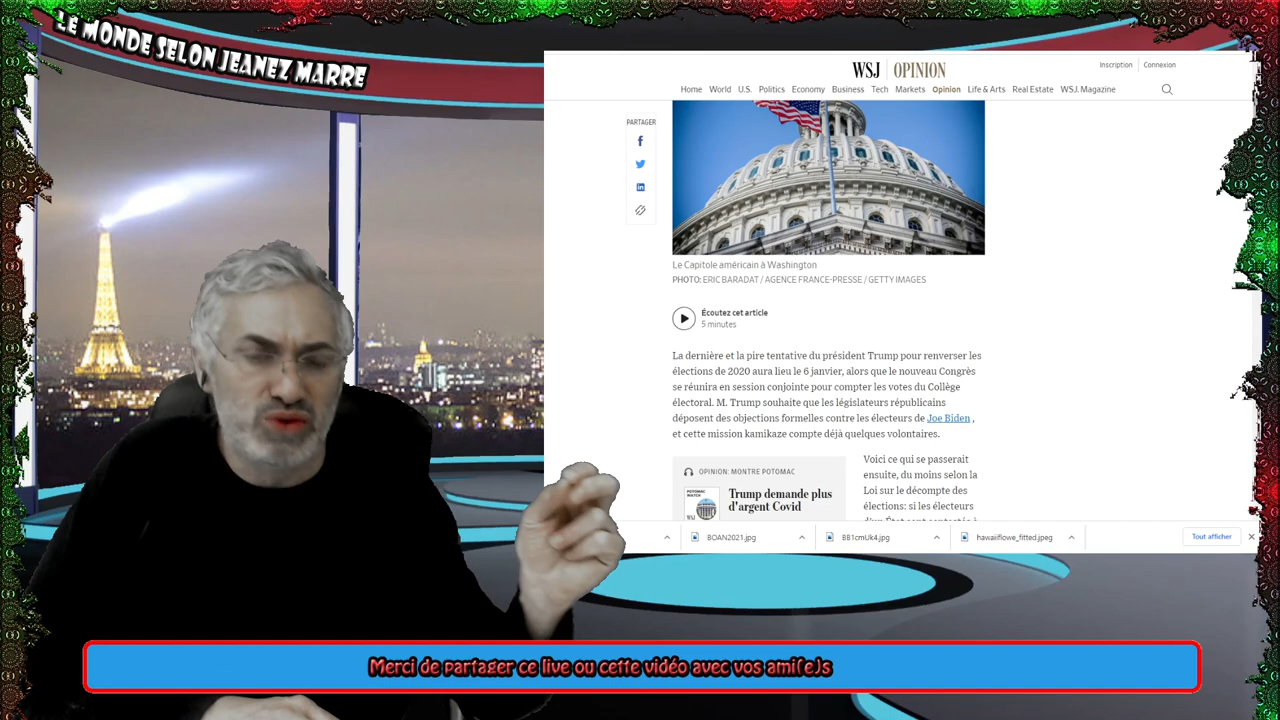 LE MONDE SELON JEANEZ MARRE
WSJ OPINION
Inscription Connexion
Home World U.S. Politics Economy Business Tech Markets Opinion Life & Arts Real Estate WSJ. Magazine
PARTAGER
Le Capitole américain à Washington
PHOTO: ERIC BARADAT / AGENCE FRANCE-PRESSE / GETTY IMAGES
Écoutez cet article
5 minutes
La dernière et la pire tentative du président Trump pour renverser les
élections de 2020 aura lieu le 6 janvier, alors que le nouveau Congrès
se réunira en session conjointe pour compter les votes du Collège
électoral. M. Trump souhaite que les législateurs républicains
déposent des objections formelles contre les électeurs de Joe Biden ,
et cette mission kamikaze compte déjà quelques volontaires.
OPINION: MONTRE POTOMAC
Trump demande plus
d'argent Covid
Voici ce qui se passerait
ensuite, du moins selon la
Loi sur le décompte des
élections: si les électeurs
BOAN2021.jpg
BB1cmUk4.jpg
hawaiiflowe_fitted.jpeg
Tout afficher
Merci de partager ce live ou cette vidéo avec vos ami(e)s